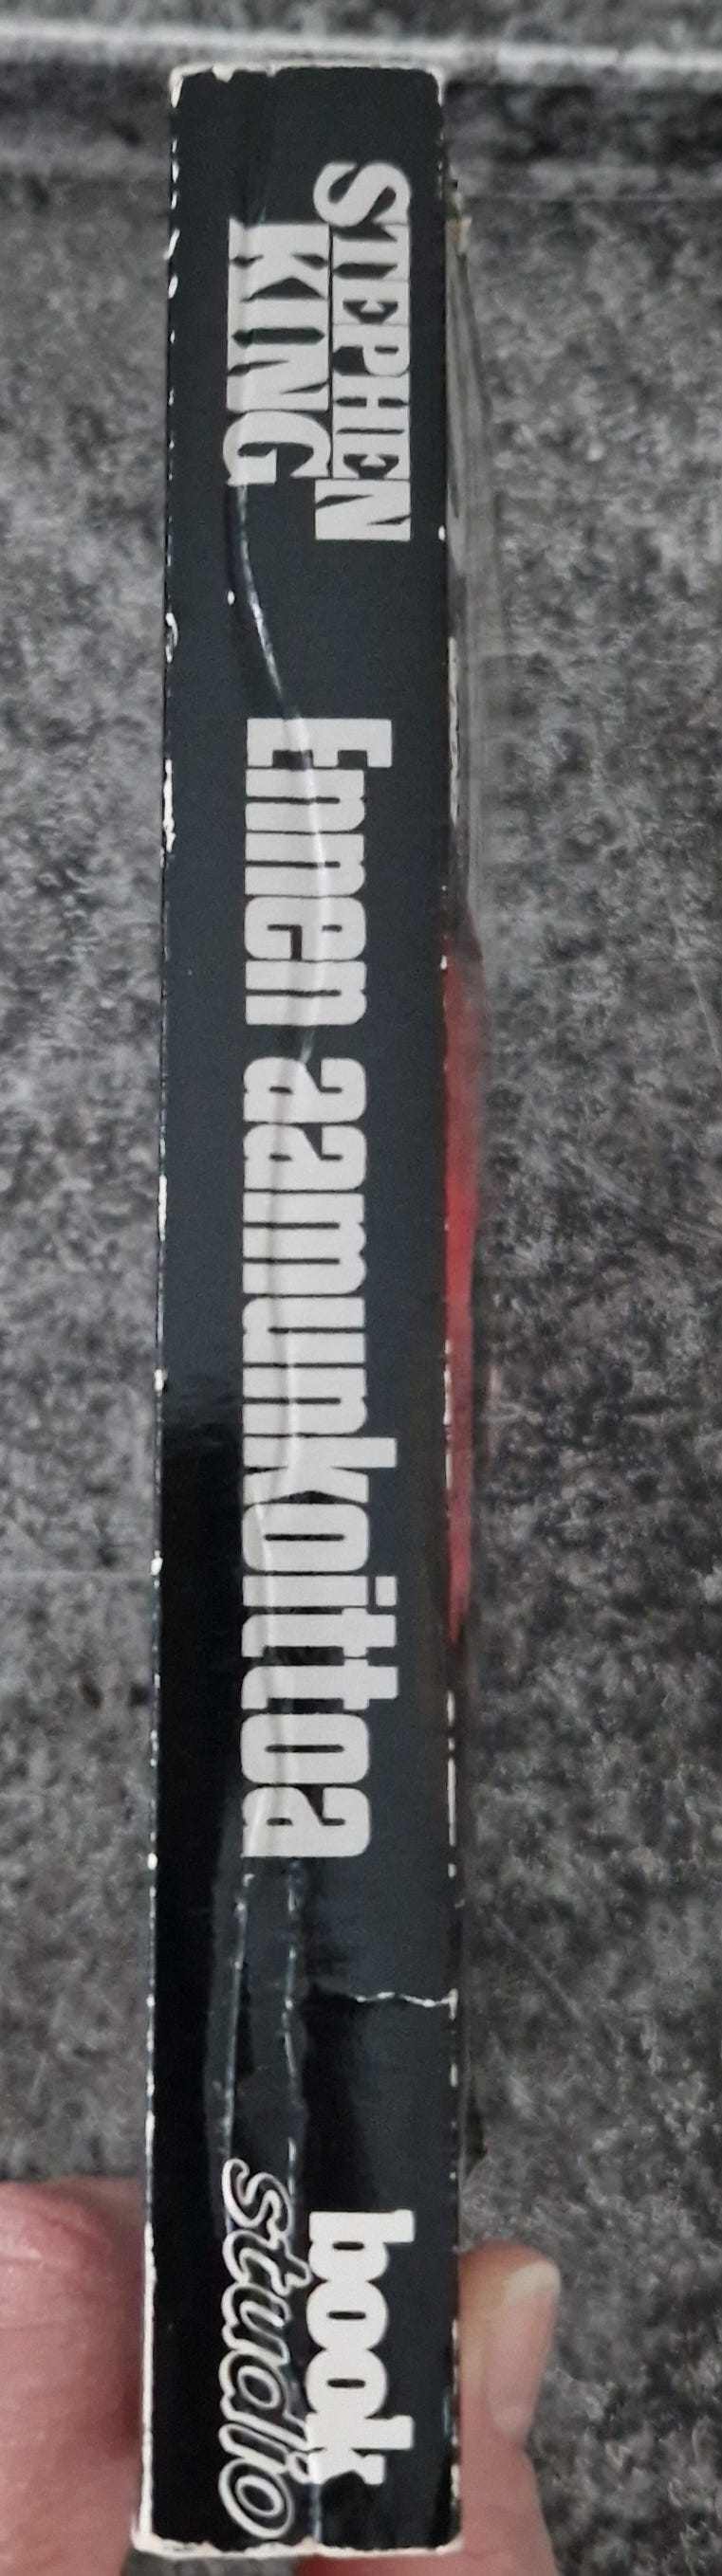 STEPHEN
KING
Ennen aamunkoittoa
book
studio